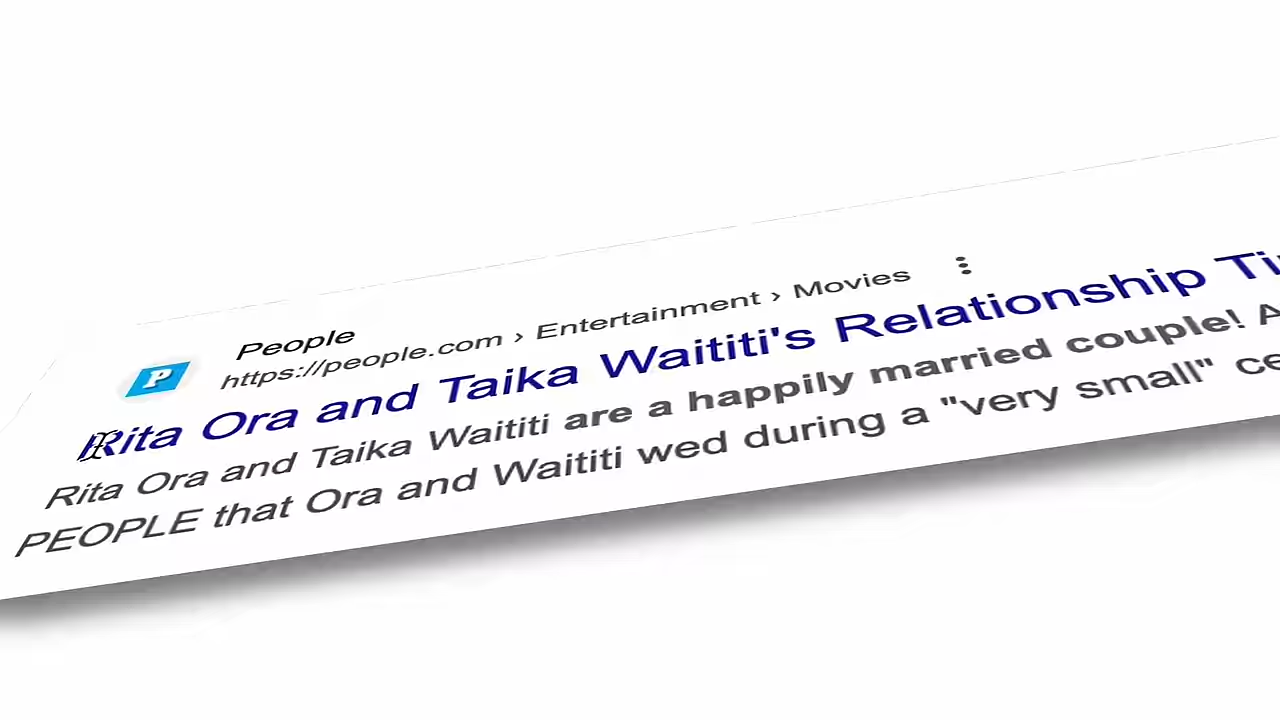 People
https://people.com › Entertainment › Movies
Rita Ora and Taika Waititi's Relationship
Rita Ora and Taika Waititi are a happily married couple!
PEOPLE that Ora and Waititi wed during a "very small"